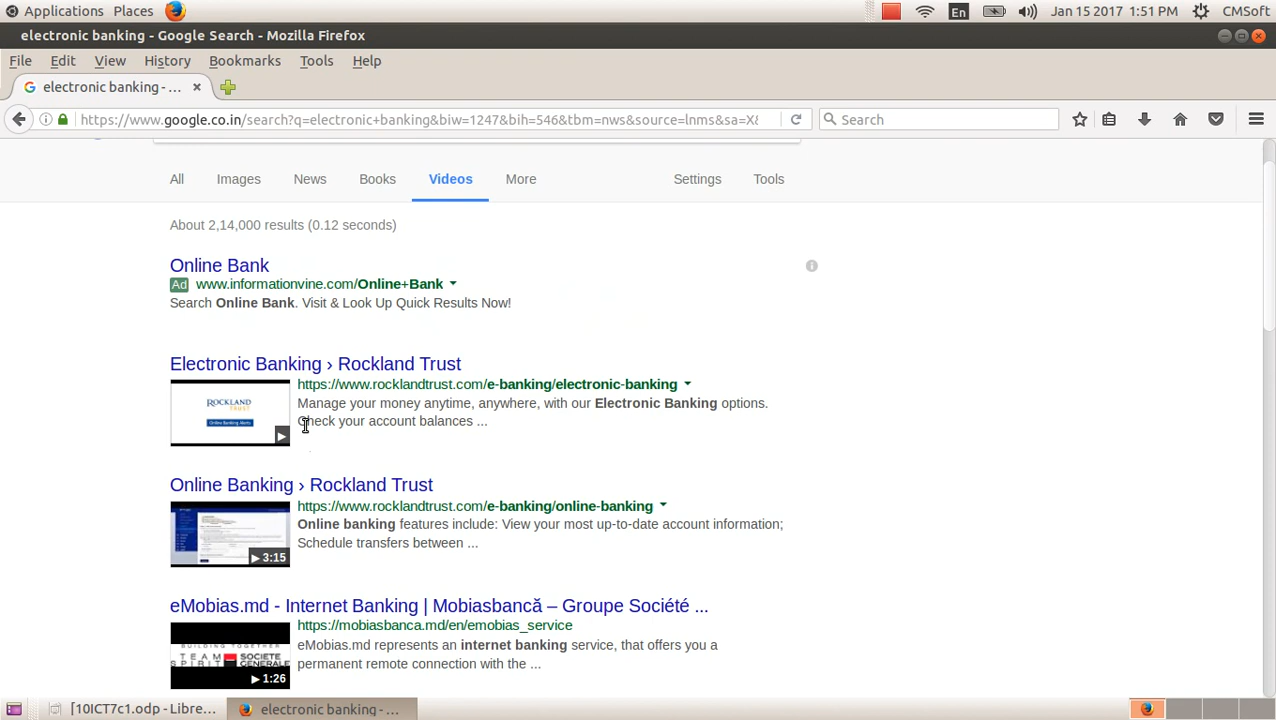 Applications Places En Jan 15 2017 1:51 PM CMSoft
electronic banking - Google Search - Mozilla Firefox
File Edit View History Bookmarks Tools Help
electronic banking - ...
https://www.google.co.in/search?q=electronic+banking&biw=1247&bih=546&tbm=nws&source=lnms&sa=X& Search
All Images News Books Videos More Settings Tools
About 2,14,000 results (0.12 seconds)
Online Bank
Ad www.informationvine.com/Online+Bank
Search Online Bank. Visit & Look Up Quick Results Now!
Electronic Banking › Rockland Trust
https://www.rocklandtrust.com/e-banking/electronic-banking
ROCKLAND
TRUST
Online Banking Alerts
Manage your money anytime, anywhere, with our Electronic Banking options.
Check your account balances ...
Online Banking › Rockland Trust
https://www.rocklandtrust.com/e-banking/online-banking
Online banking features include: View your most up-to-date account information;
Schedule transfers between ...
3:15
eMobias.md - Internet Banking | Mobiasbancă – Groupe Société ...
https://mobiasbanca.md/en/emobias_service
eMobias.md represents an internet banking service, that offers you a
permanent remote connection with the ...
BUILDING TOGETHER
TEAM SOCIETE
SPIRIT GENERALE
1:26
[10ICT7c1.odp - Libre... electronic banking - ...